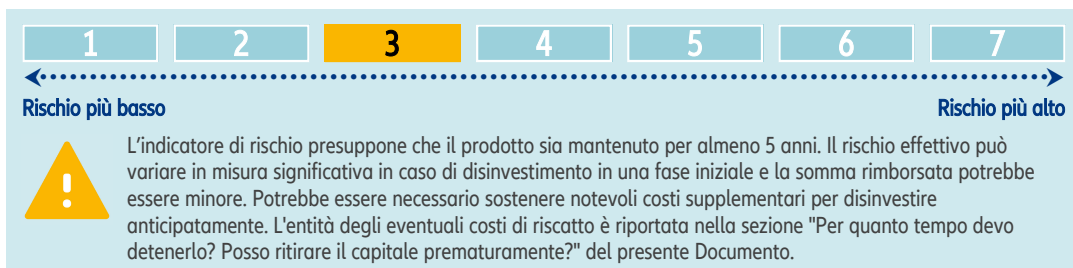 1 2 3 4 5 6 7
Rischio più basso Rischio più alto
L'indicatore di rischio presuppone che il prodotto sia mantenuto per almeno 5 anni. Il rischio effettivo può
variare in misura significativa in caso di disinvestimento in una fase iniziale e la somma rimborsata potrebbe
essere minore. Potrebbe essere necessario sostenere notevoli costi supplementari per disinvestire
anticipatamente. L'entità degli eventuali costi di riscatto è riportata nella sezione "Per quanto tempo devo
detenerlo? Posso ritirare il capitale prematuramente?" del presente Documento.